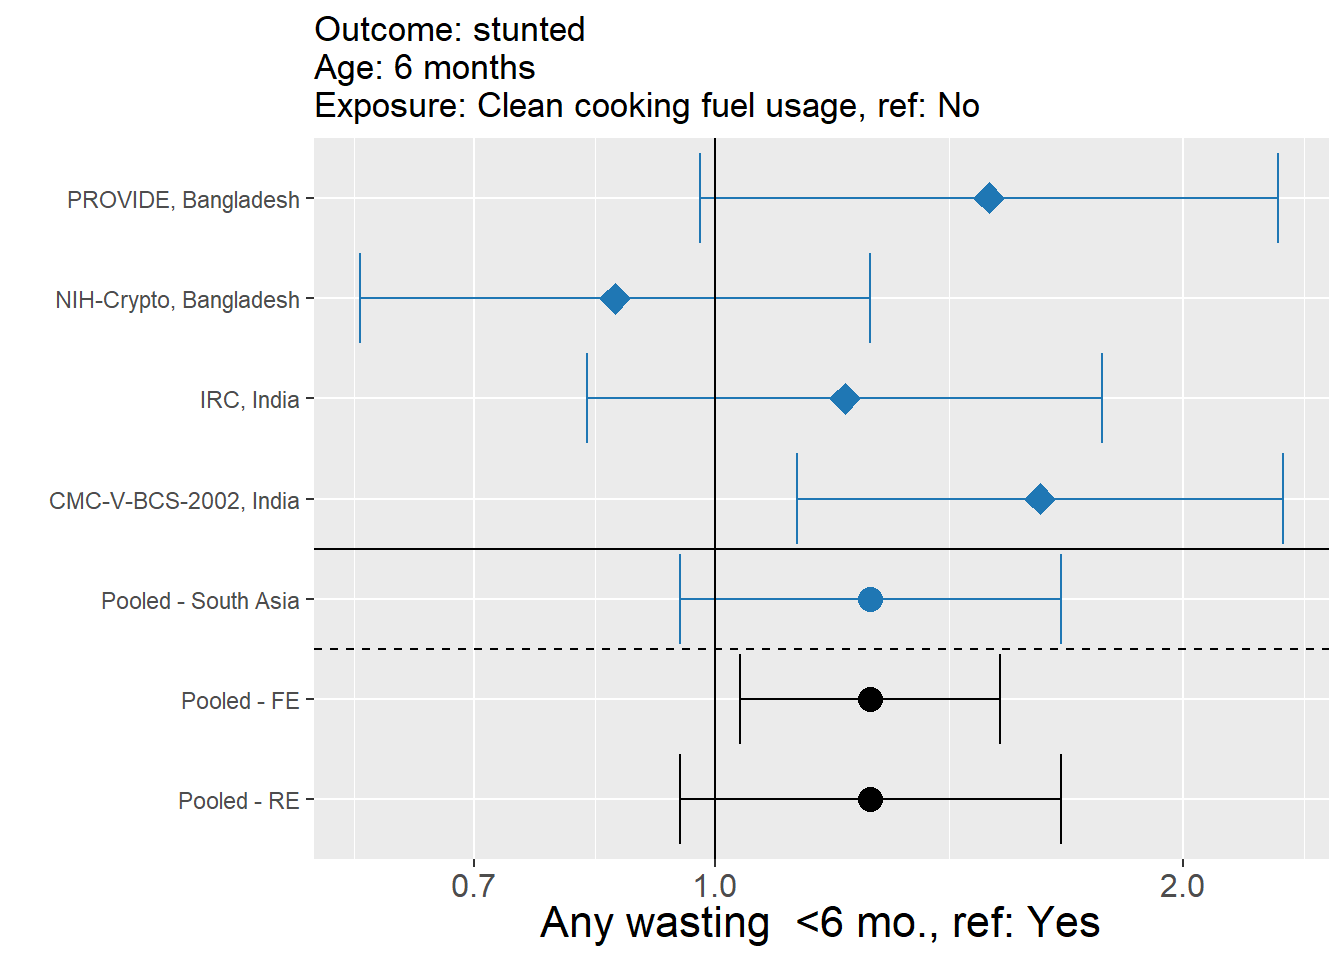 Outcome: stunted
Age: 6 months
Exposure: Clean cooking fuel usage, ref: No
PROVIDE, Bangladesh
NIH-Crypto, Bangladesh
IRC, India
CMC-V-BCS-2002, India
Pooled - South Asia
Pooled - FE
Pooled - RE
0.7 1.0 2.0
Any wasting  <6 mo., ref: Yes